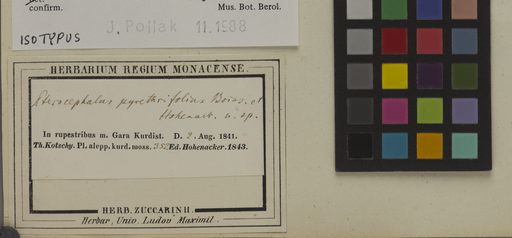 confirm.
Mus. Bot. Berol.
J. Pollak 11.1988
ISOTYPUS
HERBARIUM REGIUM MONACENSE.
Pterocephalus pyrethrifolius Boiss. et
Hohenack. n. sp.
In rupestribus m. Gara Kurdist. D. 2. Aug. 1841.
Th. Kotschy. Pl. alepp. kurd. moss. 352 Ed. Hohenacker. 1843.
HERB. ZUCCARINII.
Herbar. Univ. Ludov. Maximil.